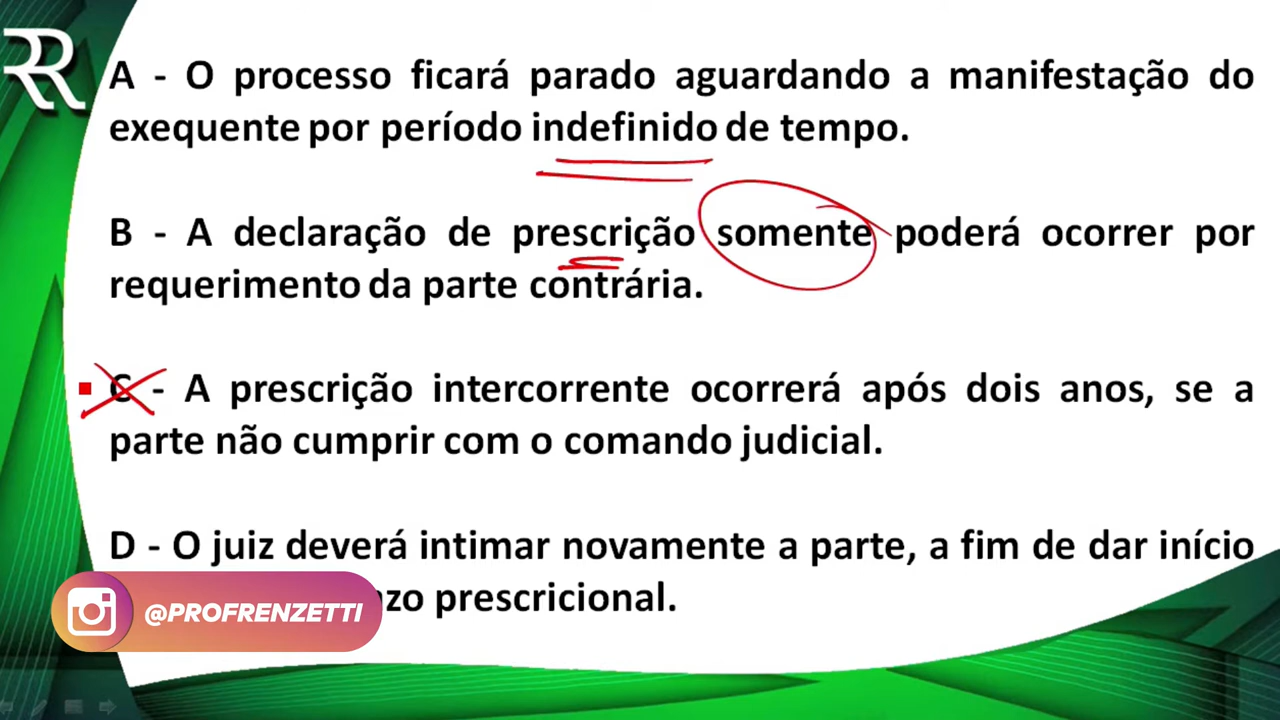 A - O processo ficará parado aguardando a manifestação do
exequente por período indefinido de tempo.
B - A declaração de prescrição somente poderá ocorrer por
requerimento da parte contrária.
C - A prescrição intercorrente ocorrerá após dois anos, se a
parte não cumprir com o comando judicial.
D - O juiz deverá intimar novamente a parte, a fim de dar início
prescricional.
@PROFRENZETTI